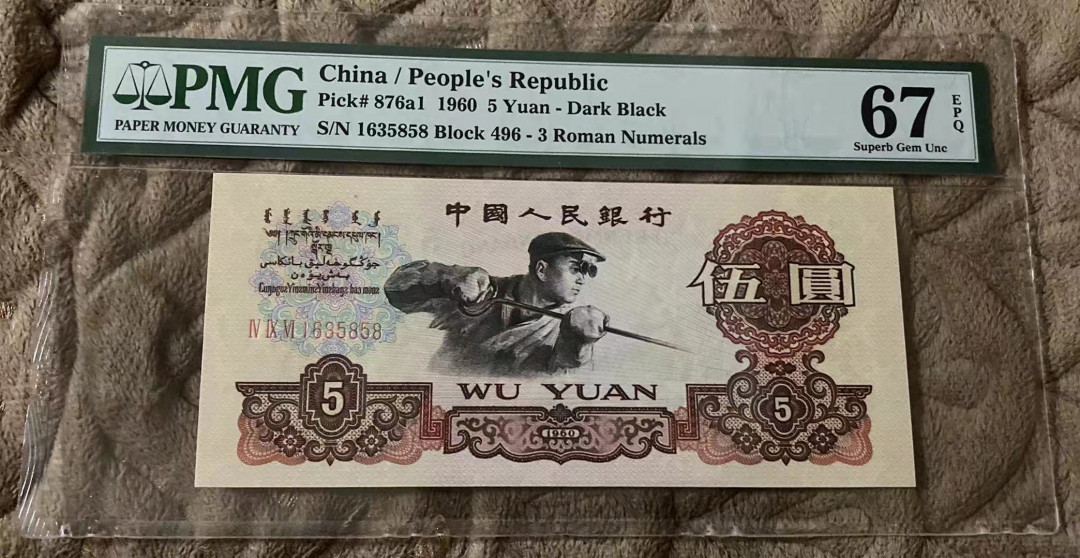 PMG
PAPER MONEY GUARANTY
China / People's Republic
Pick# 876a1 1960 5 Yuan - Dark Black
S/N 1635858 Block 496 - 3 Roman Numerals
67
EPQ
Superb Gem Unc
中國人民銀行
伍圓
IV IX VI 1635858
5
WU YUAN
1960
5